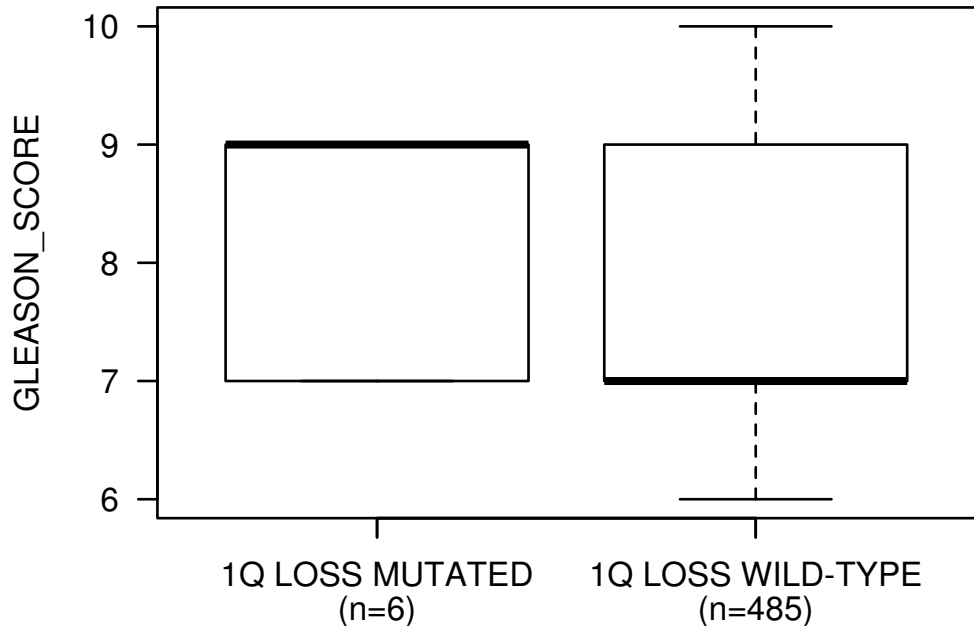 GLEASON_SCORE
10
9
8
7
6
1Q LOSS MUTATED
(n=6)
1Q LOSS WILD-TYPE
(n=485)